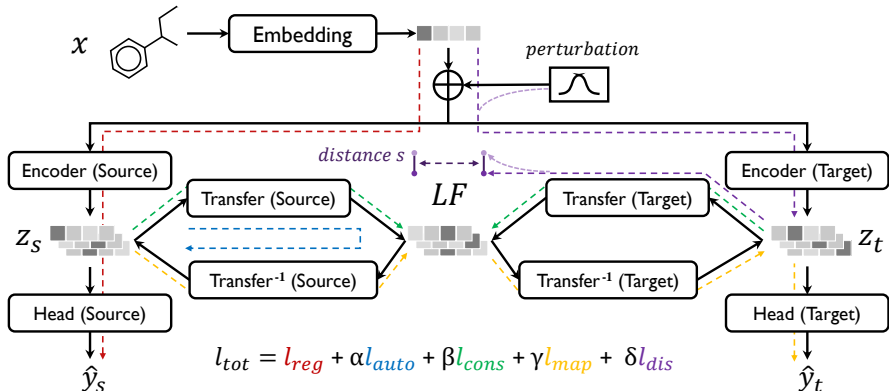 x
Embedding
perturbation
Encoder (Source)
distance s
Encoder (Target)
Transfer (Source)
LF
Transfer (Target)
z_s
z_t
Transfer⁻¹ (Source)
Transfer⁻¹ (Target)
Head (Source)
Head (Target)
l_tot = l_reg + αl_auto + βl_cons + γl_map + δl_dis
ŷ_s
ŷ_t